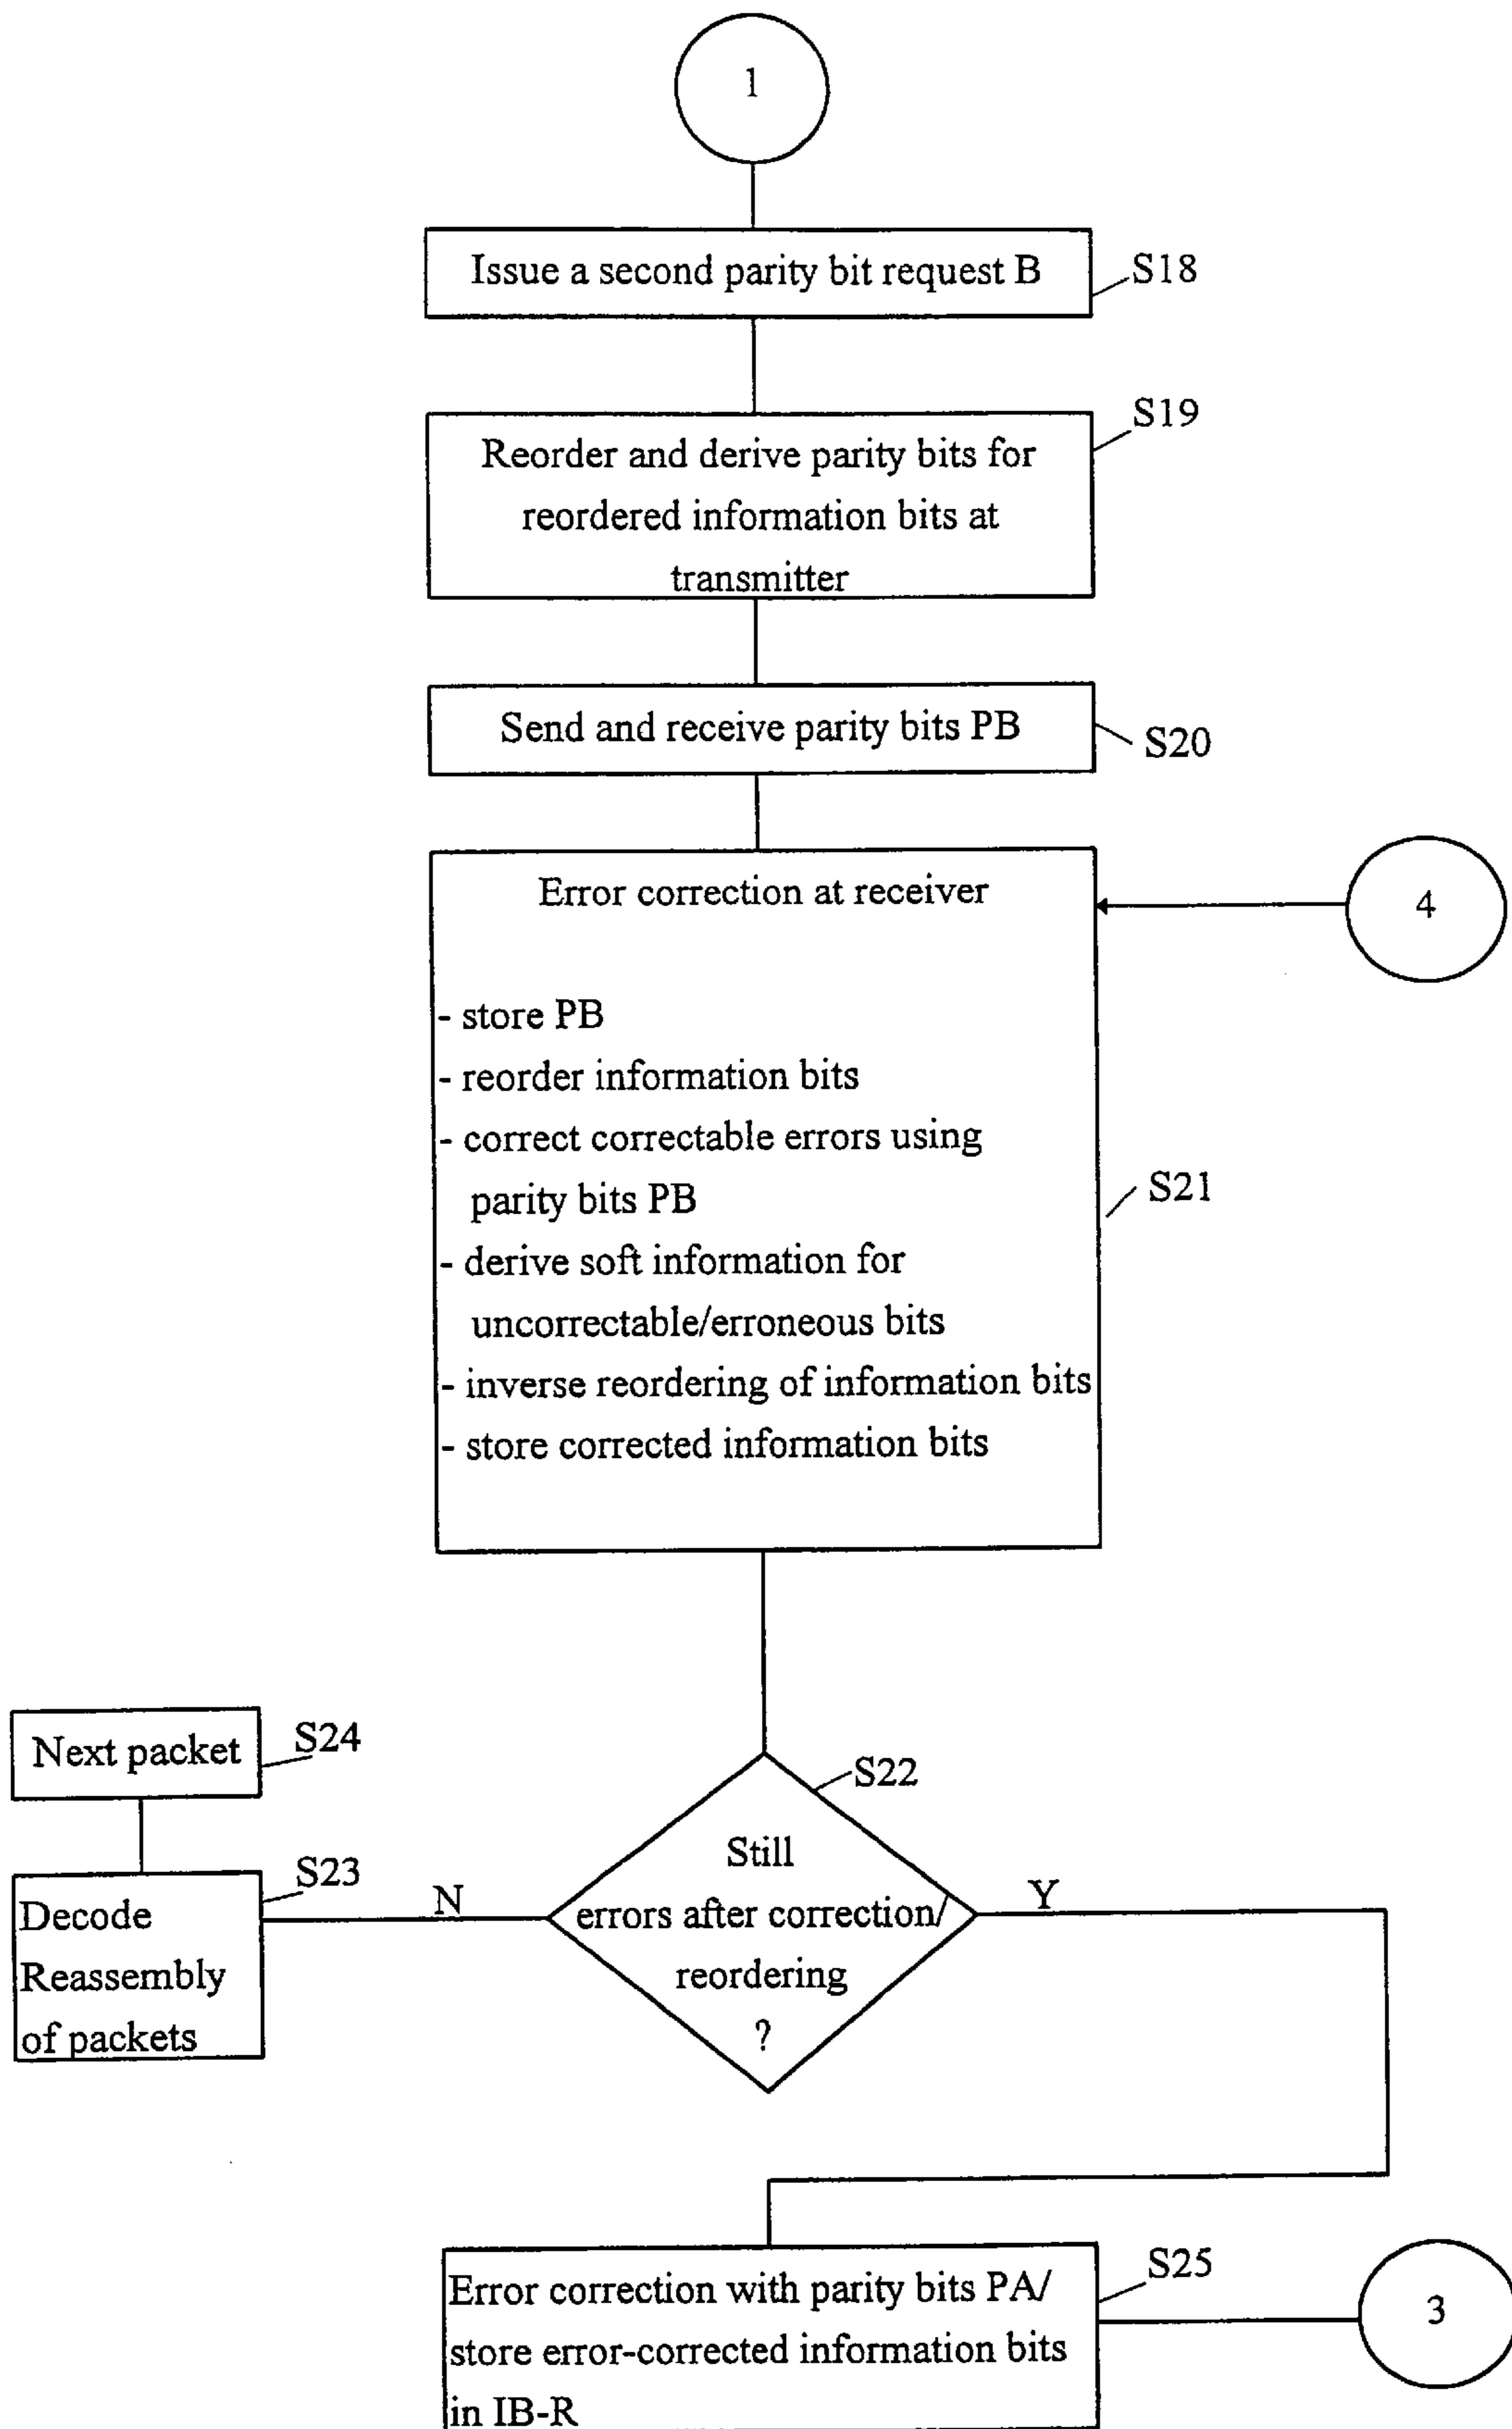 1
Issue a second parity bit request B
S18
S19
Reorder and derive parity bits for
reordered information bits at
transmitter
Send and receive parity bits PB
S20
Error correction at receiver
4
- store PB
- reorder information bits
- correct correctable errors using
parity bits PB
S21
- derive soft information for
uncorrectable/erroneous bits
- inverse reordering of information bits
- store corrected information bits
Next packet
S24
S22
Still
errors after correction/
reordering
?
N
Y
S23
Decode
Reassembly
of packets
S25
Error correction with parity bits PA/
store error-corrected information bits
in IB-R
3